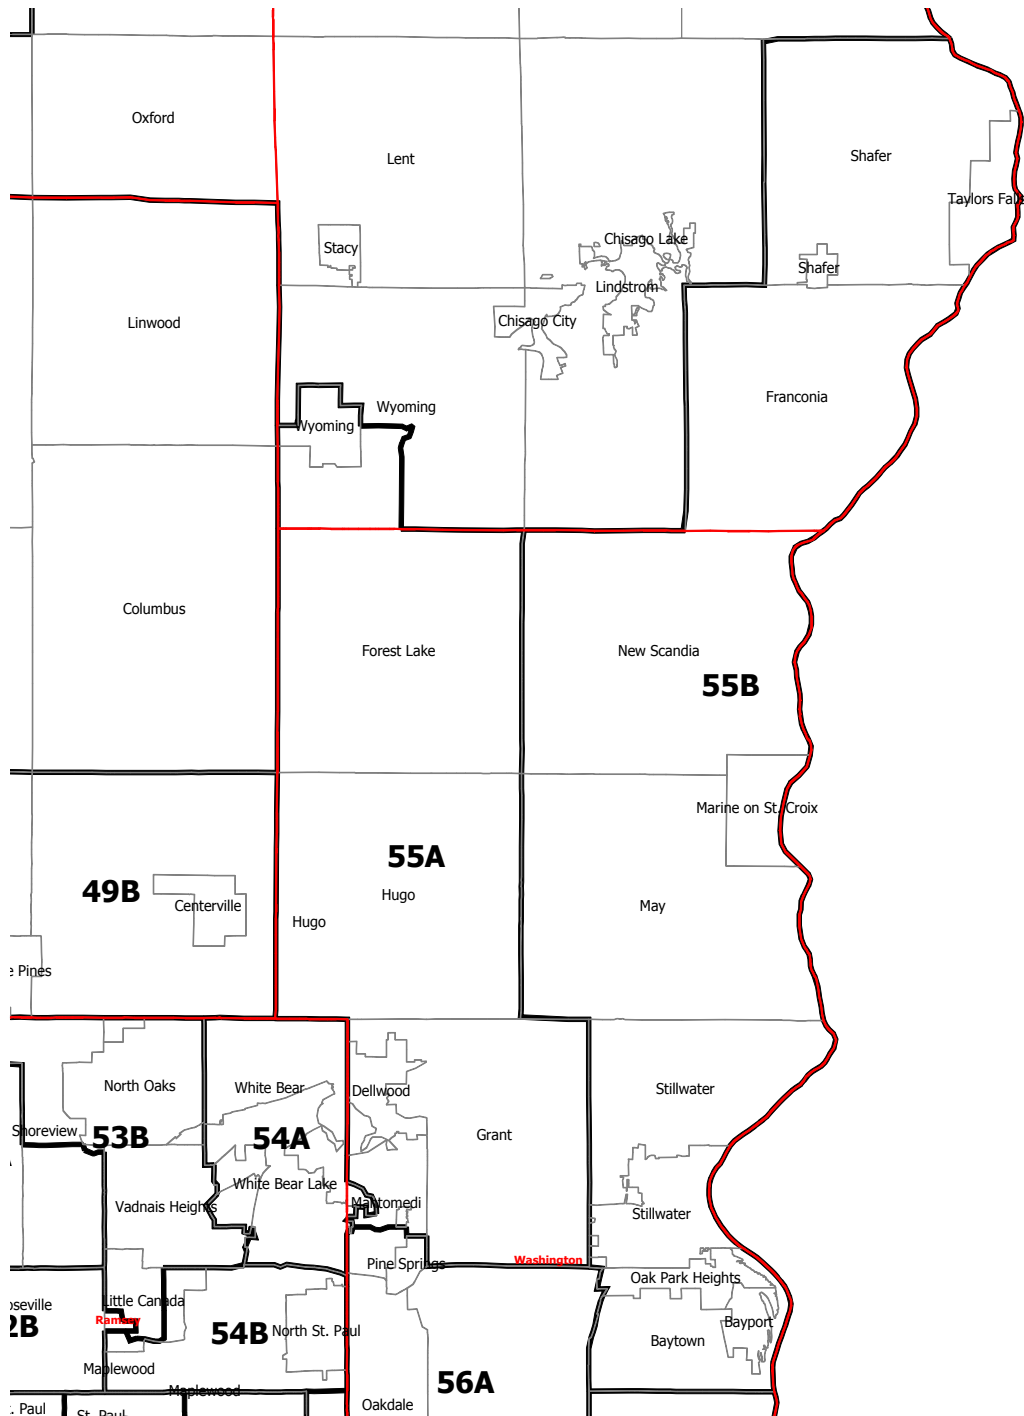 Oxford
Lent
Shafer
Taylors Falls
Chisago Lake
Stacy
Shafer
Lindstrom
Linwood
Chisago City
Franconia
Wyoming
Wyoming
Columbus
Forest Lake
New Scandia
55B
Marine on St. Croix
55A
49B
Hugo
Centerville
May
Hugo
e Pines
North Oaks
White Bear
Dellwood
Stillwater
Shoreview
53B
54A
Grant
White Bear Lake
Vadnais Heights
Mahtomedi
Stillwater
Washington
Pine Springs
Oak Park Heights
Little Canada
oseville
Ramsey
Bayport
2B
54B
North St. Paul
Baytown
Maplewood
56A
Maplewood
Oakdale
t. Paul
St. Paul